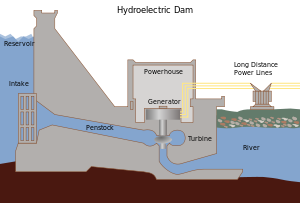 Hydroelectric Dam
Reservoir
Long Distance
Power Lines
Powerhouse
Intake
Generator
Penstock
Turbine
River